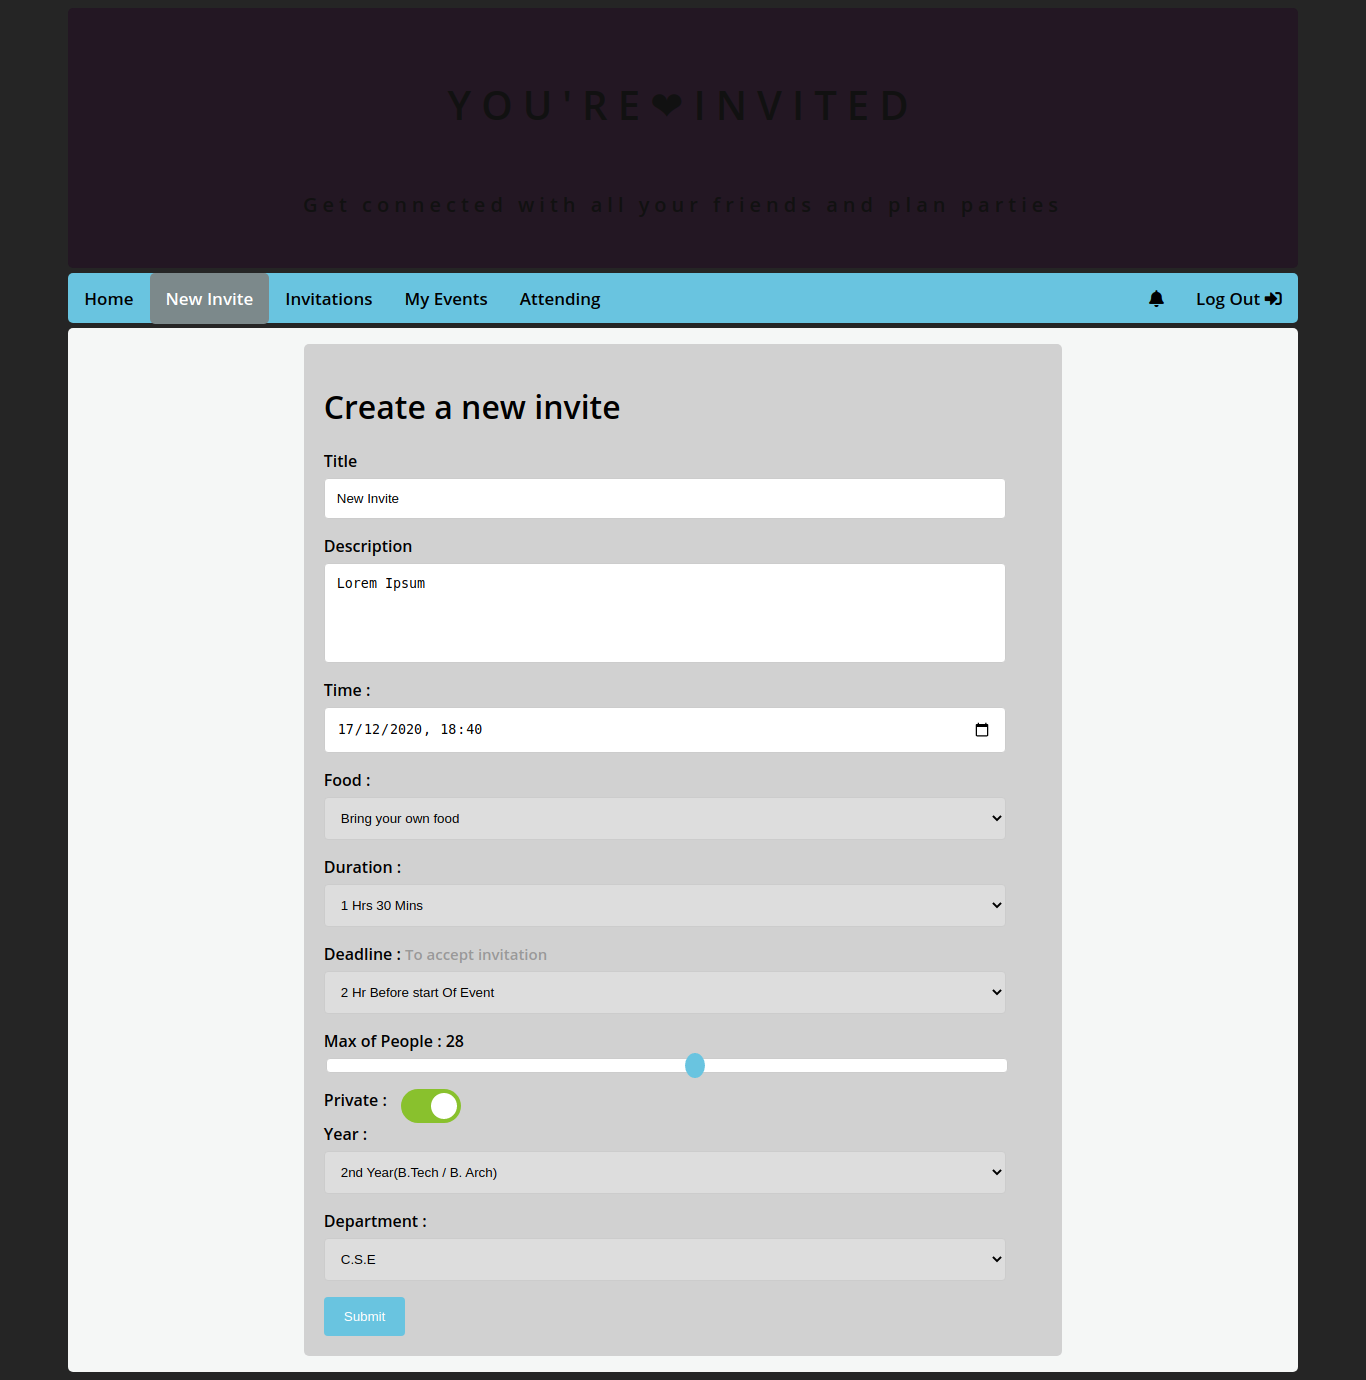 YOU'RE❤INVITED
Get connected with all your friends and plan parties
Home New Invite Invitations My Events Attending Log Out
Create a new invite
Title
New Invite
Description
Lorem Ipsum
Time :
17/12/2020, 18:40
Food :
Bring your own food
Duration :
1 Hrs 30 Mins
Deadline : To accept invitation
2 Hr Before start Of Event
Max of People : 28
Private :
Year :
2nd Year(B.Tech / B. Arch)
Department :
C.S.E
Submit